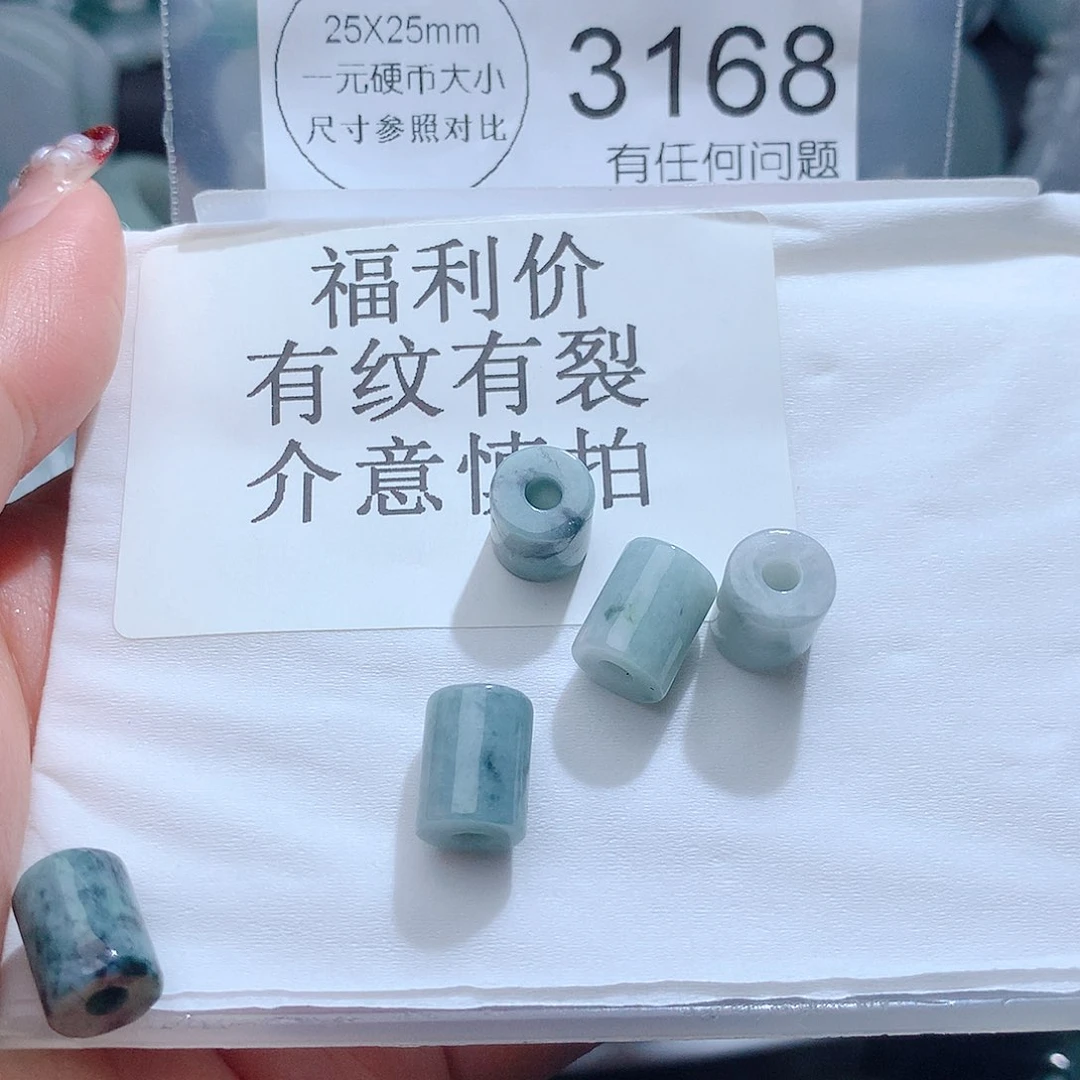 25X25mm
一元硬币大小
尺寸参照对比
3168
有任何问题
福利价
有纹有裂
介意慎拍